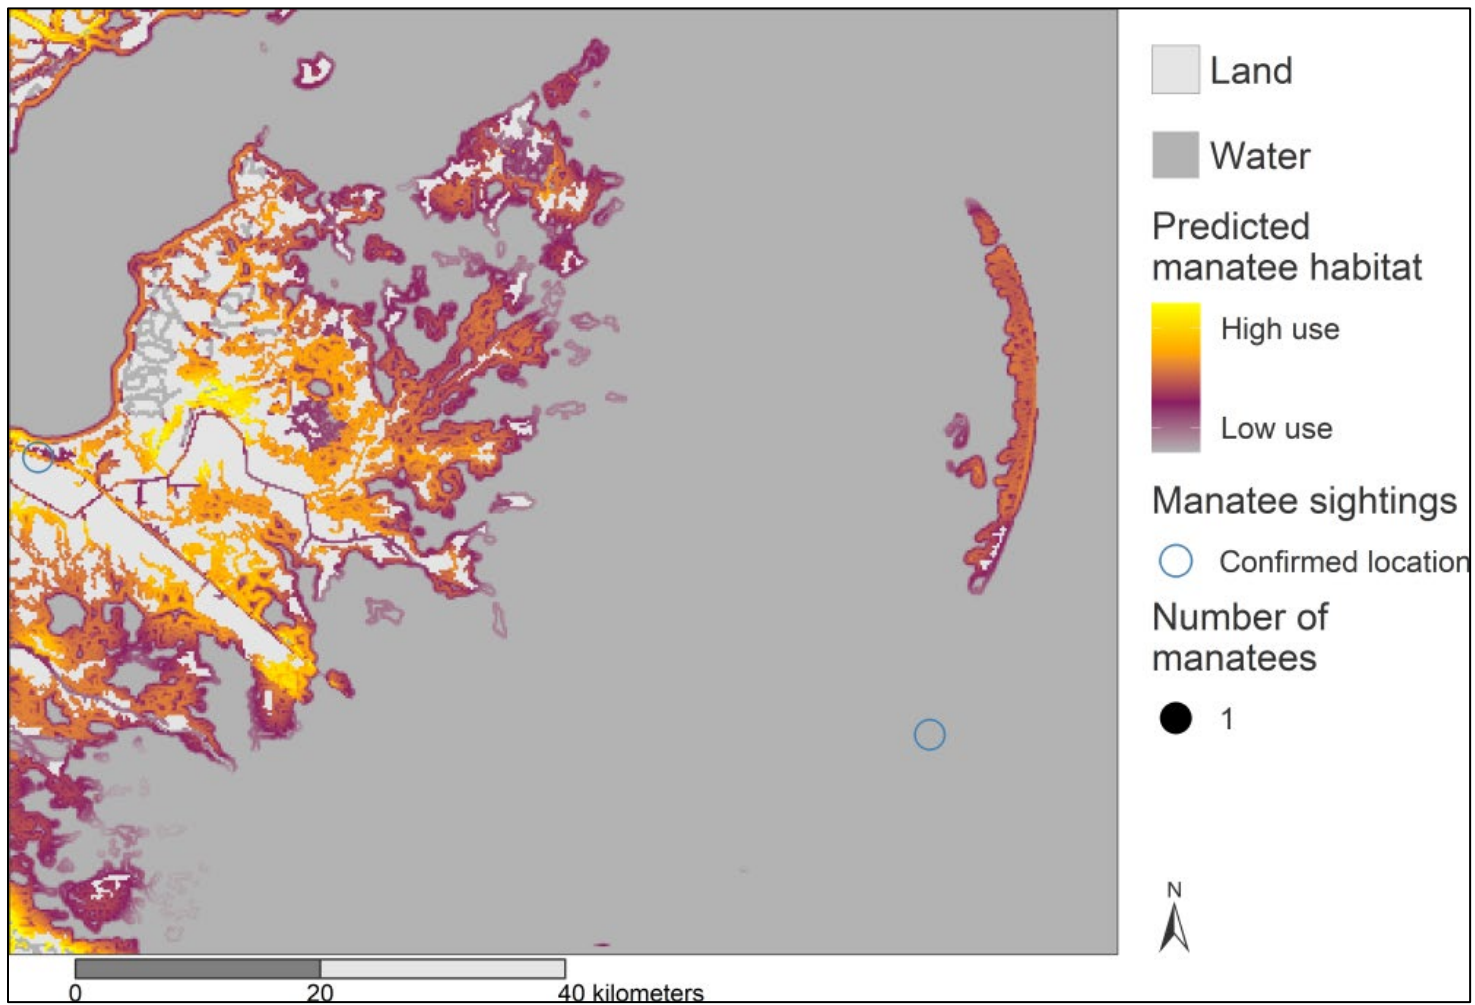 Land
Water
Predicted
manatee habitat
High use
Low use
Manatee sightings
Confirmed location
Number of
manatees
1
N
0 20 40 kilometers